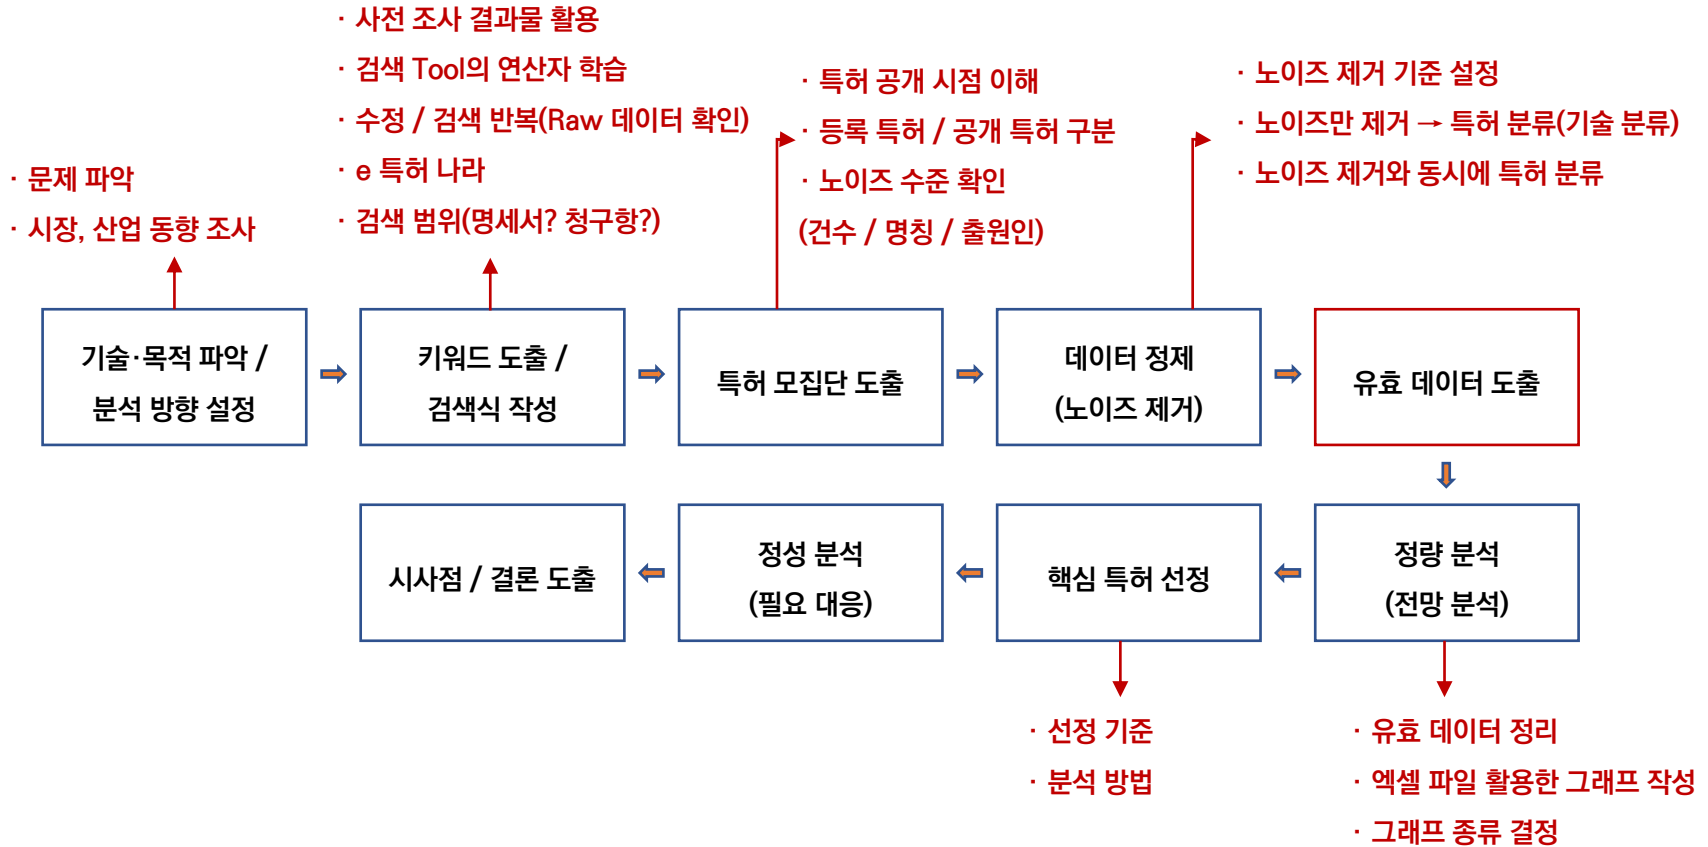 · 사전 조사 결과물 활용
· 검색 Tool의 연산자 학습
· 수정 / 검색 반복(Raw 데이터 확인)
· e 특허 나라
· 검색 범위(명세서? 청구항?)
· 특허 공개 시점 이해
· 등록 특허 / 공개 특허 구분
· 노이즈 수준 확인
(건수 / 명칭 / 출원인)
· 노이즈 제거 기준 설정
· 노이즈만 제거 → 특허 분류(기술 분류)
· 노이즈 제거와 동시에 특허 분류
· 문제 파악
· 시장, 산업 동향 조사
기술·목적 파악 /
분석 방향 설정
키워드 도출 /
검색식 작성
특허 모집단 도출
데이터 정제
(노이즈 제거)
유효 데이터 도출
정량 분석
(전망 분석)
핵심 특허 선정
정성 분석
(필요 대응)
시사점 / 결론 도출
· 선정 기준
· 분석 방법
· 유효 데이터 정리
· 엑셀 파일 활용한 그래프 작성
· 그래프 종류 결정